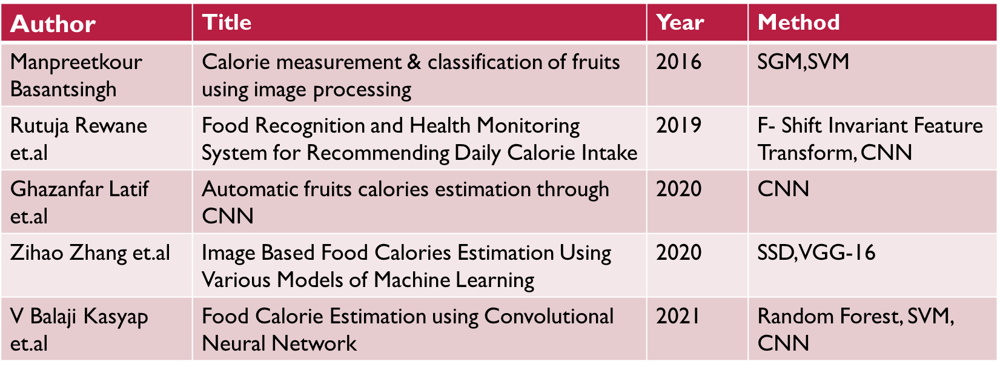 Author Title Year Method
Manpreetkour Calorie measurement & classification of fruits 2016 SGM,SVM
Basantsingh using image processing
Rutuja Rewane Food Recognition and Health Monitoring 2019 F- Shift Invariant Feature
et.al System for Recommending Daily Calorie Intake Transform, CNN
Ghazanfar Latif Automatic fruits calories estimation through 2020 CNN
et.al CNN
Zihao Zhang et.al Image Based Food Calories Estimation Using 2020 SSD,VGG-16
Various Models of Machine Learning
V Balaji Kasyap Food Calorie Estimation using Convolutional 2021 Random Forest, SVM,
et.al Neural Network CNN